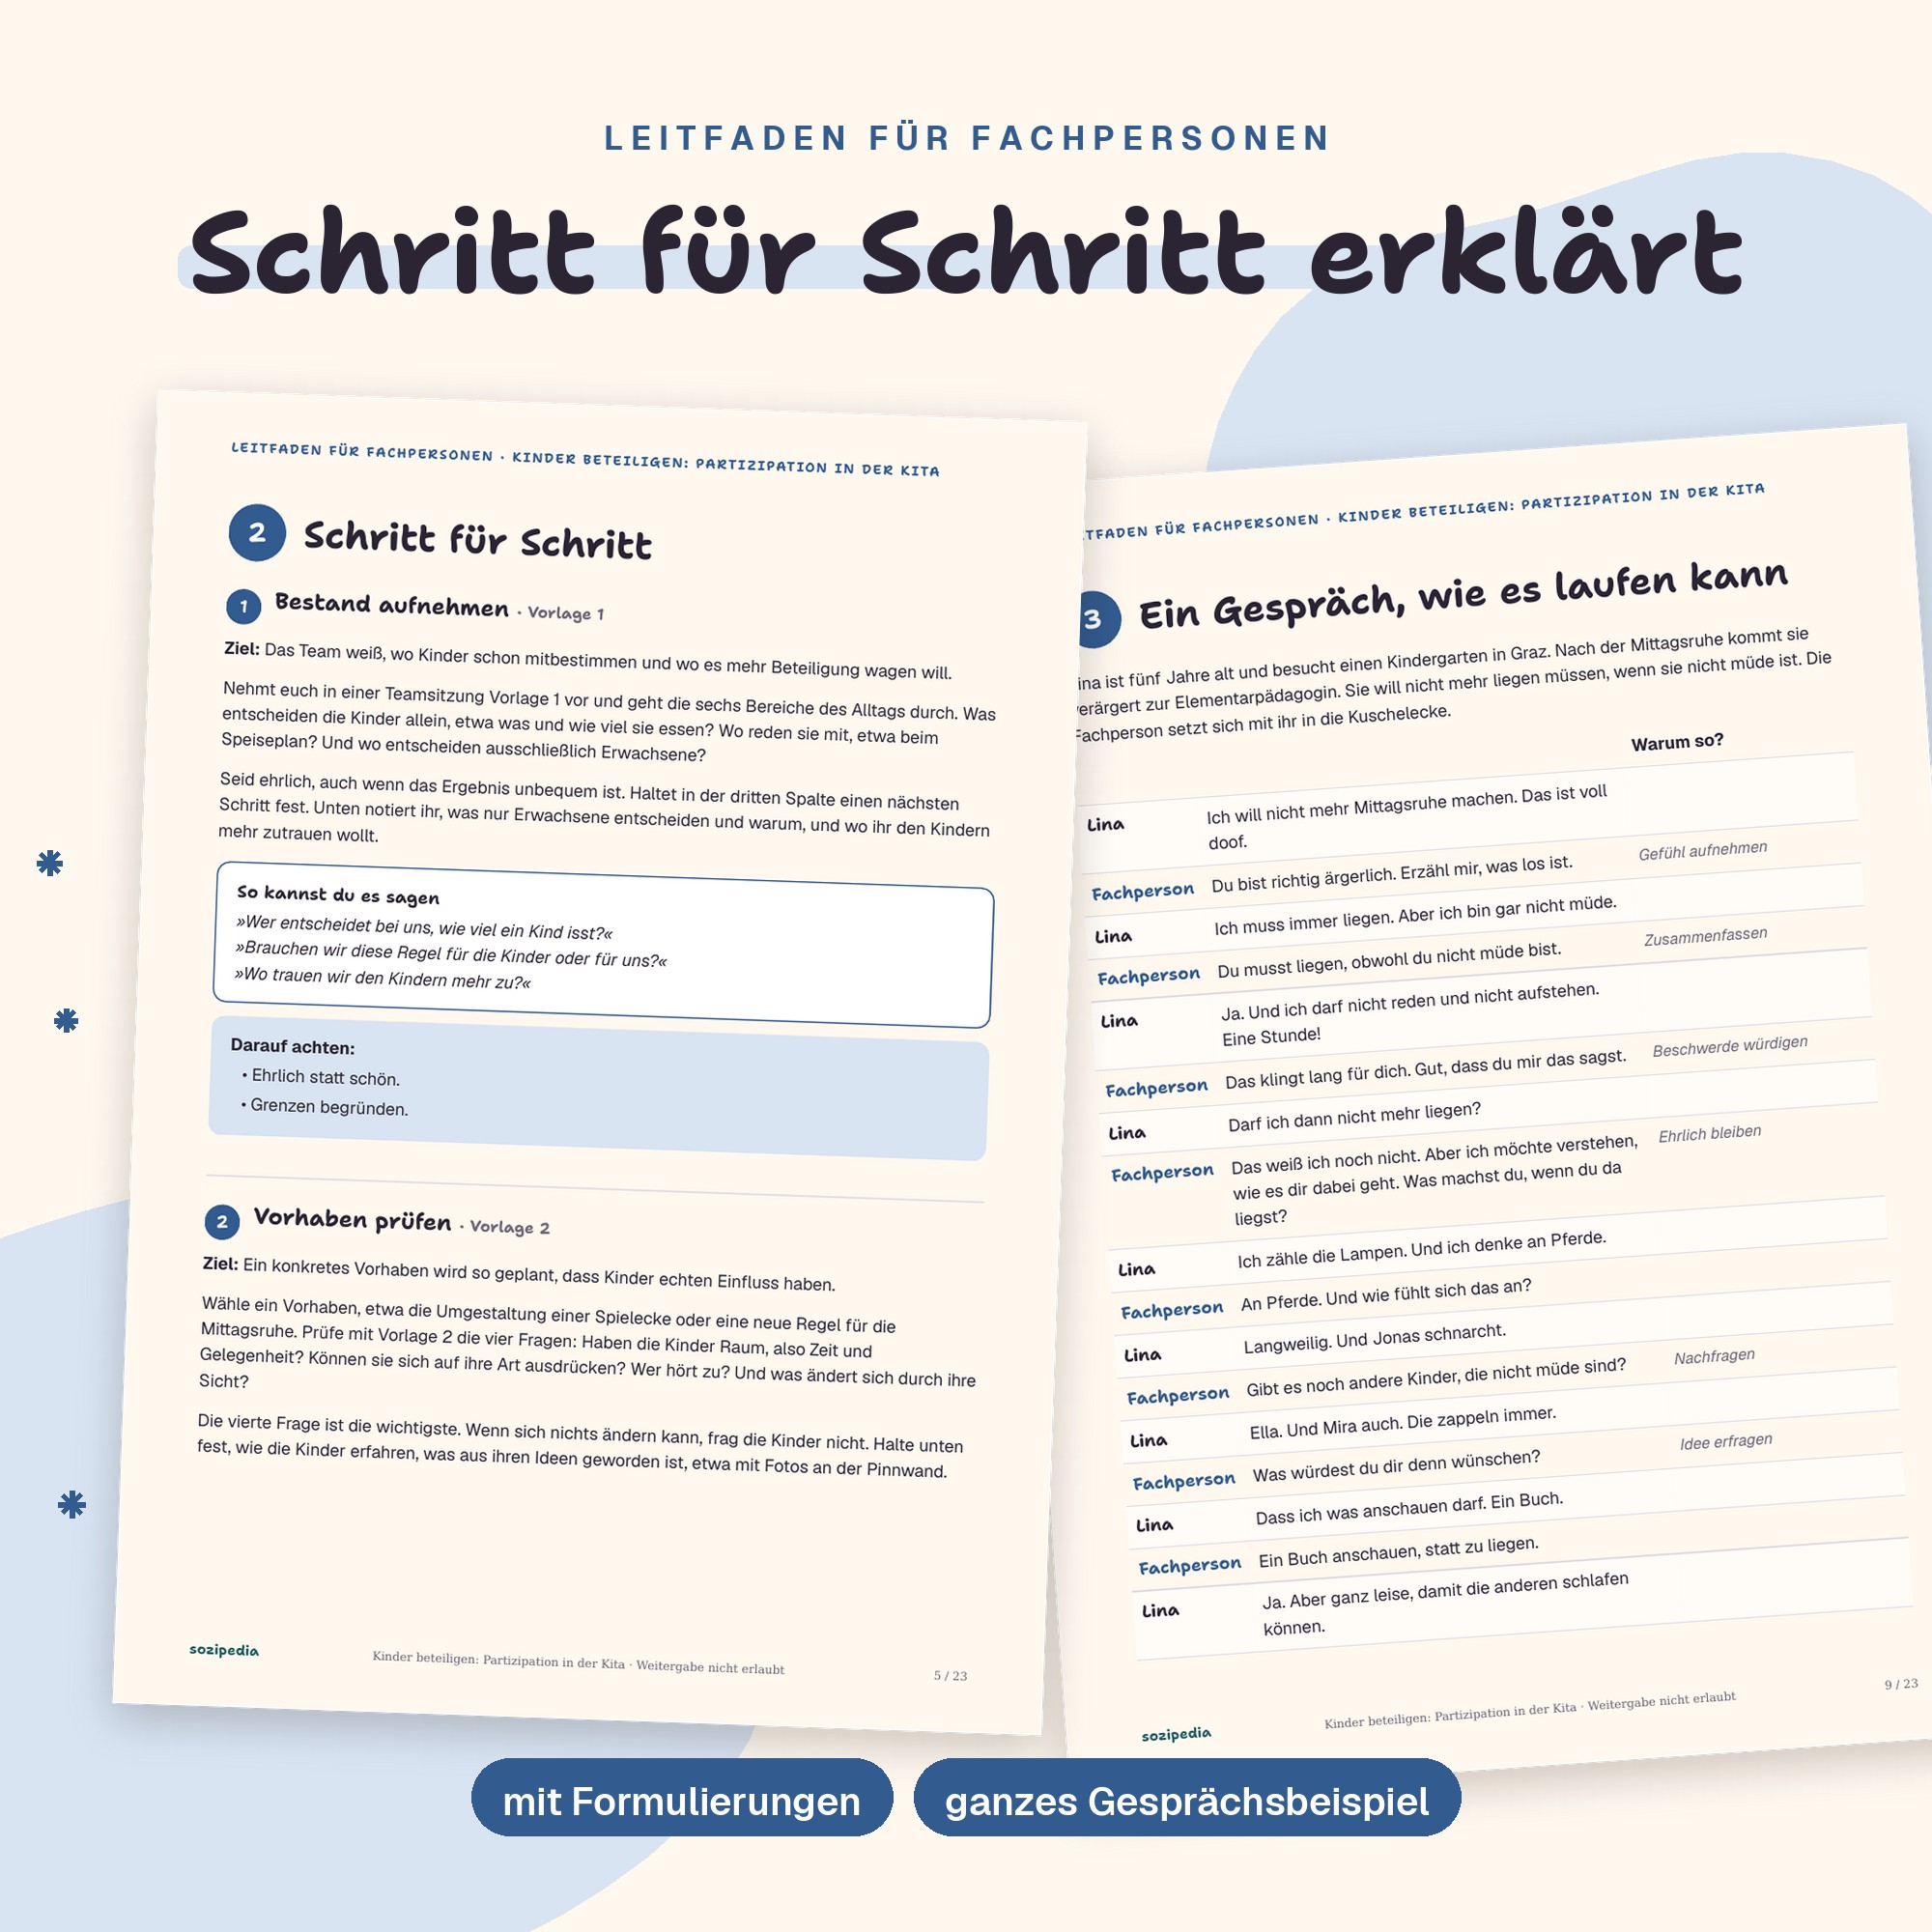 LEITFADEN FÜR FACHPERSONEN
Schritt für Schritt erklärt
LEITFADEN FÜR FACHPERSONEN · KINDER BETEILIGEN: PARTIZIPATION IN DER KITA
2 Schritt für Schritt
1 Bestand aufnehmen · Vorlage 1
Ziel: Das Team weiß, wo Kinder schon mitbestimmen und wo es mehr Beteiligung wagen will.
Nehmt euch in einer Teamsitzung Vorlage 1 vor und geht die sechs Bereiche des Alltags durch. Was
entscheiden die Kinder allein, etwa was und wie viel sie essen? Wo reden sie mit, etwa beim
Speiseplan? Und wo entscheiden ausschließlich Erwachsene?
Seid ehrlich, auch wenn das Ergebnis unbequem ist. Haltet in der dritten Spalte einen nächsten
Schritt fest. Unten notiert ihr, was nur Erwachsene entscheiden und warum, und wo ihr den Kindern
mehr zutrauen wollt.
So kannst du es sagen
»Wer entscheidet bei uns, wie viel ein Kind isst?«
»Brauchen wir diese Regel für die Kinder oder für uns?«
»Wo trauen wir den Kindern mehr zu?«
Darauf achten:
• Ehrlich statt schön.
• Grenzen begründen.
2 Vorhaben prüfen · Vorlage 2
Ziel: Ein konkretes Vorhaben wird so geplant, dass Kinder echten Einfluss haben.
Wähle ein Vorhaben, etwa die Umgestaltung einer Spielecke oder eine neue Regel für die
Mittagsruhe. Prüfe mit Vorlage 2 die vier Fragen: Haben die Kinder Raum, also Zeit und
Gelegenheit? Können sie sich auf ihre Art ausdrücken? Wer hört zu? Und was ändert sich durch ihre
Sicht?
Die vierte Frage ist die wichtigste. Wenn sich nichts ändern kann, frag die Kinder nicht. Halte unten
fest, wie die Kinder erfahren, was aus ihren Ideen geworden ist, etwa mit Fotos an der Pinnwand.
sozipedia
Kinder beteiligen: Partizipation in der Kita · Weitergabe nicht erlaubt
5 / 23
TFADEN FÜR FACHPERSONEN · KINDER BETEILIGEN: PARTIZIPATION IN DER KITA
3 Ein Gespräch, wie es laufen kann
ina ist fünf Jahre alt und besucht einen Kindergarten in Graz. Nach der Mittagsruhe kommt sie
verärgert zur Elementarpädagogin. Sie will nicht mehr liegen müssen, wenn sie nicht müde ist. Die
Fachperson setzt sich mit ihr in die Kuschelecke.
Warum so?
Lina Ich will nicht mehr Mittagsruhe machen. Das ist voll
doof.
Fachperson Du bist richtig ärgerlich. Erzähl mir, was los ist. Gefühl aufnehmen
Lina Ich muss immer liegen. Aber ich bin gar nicht müde.
Fachperson Du musst liegen, obwohl du nicht müde bist. Zusammenfassen
Lina Ja. Und ich darf nicht reden und nicht aufstehen.
Eine Stunde!
Fachperson Das klingt lang für dich. Gut, dass du mir das sagst. Beschwerde würdigen
Lina Darf ich dann nicht mehr liegen?
Fachperson Das weiß ich noch nicht. Aber ich möchte verstehen, Ehrlich bleiben
wie es dir dabei geht. Was machst du, wenn du da
liegst?
Lina Ich zähle die Lampen. Und ich denke an Pferde.
Fachperson An Pferde. Und wie fühlt sich das an?
Lina Langweilig. Und Jonas schnarcht.
Fachperson Gibt es noch andere Kinder, die nicht müde sind? Nachfragen
Lina Ella. Und Mira auch. Die zappeln immer.
Fachperson Was würdest du dir denn wünschen? Idee erfragen
Lina Dass ich was anschauen darf. Ein Buch.
Fachperson Ein Buch anschauen, statt zu liegen.
Lina Ja. Aber ganz leise, damit die anderen schlafen
können.
sozipedia
Kinder beteiligen: Partizipation in der Kita · Weitergabe nicht erlaubt
9 / 23
mit Formulierungen
ganzes Gesprächsbeispiel